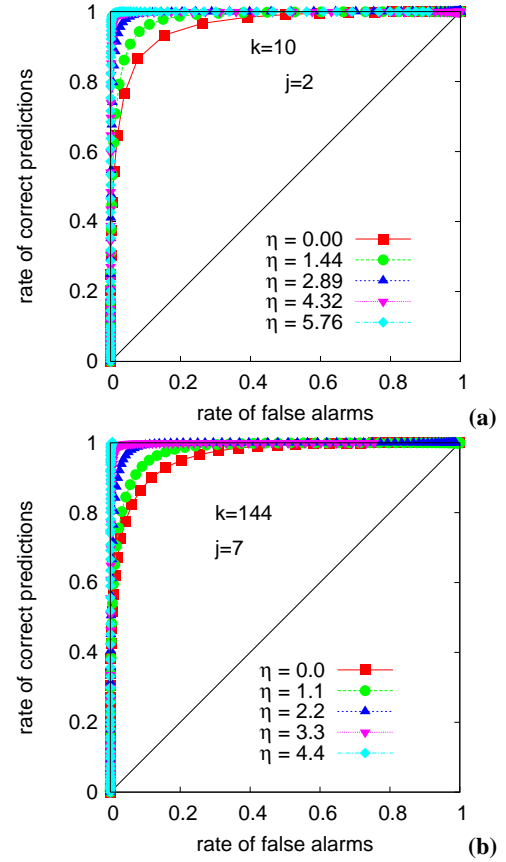 1
0.8
0.6
0.4
0.2
0
rate of correct predictions
k=10
j=2
η = 0.00
η = 1.44
η = 2.89
η = 4.32
η = 5.76
0 0.2 0.4 0.6 0.8 1
rate of false alarms
(a)
1
0.8
0.6
0.4
0.2
0
rate of correct predictions
k=144
j=7
η = 0.0
η = 1.1
η = 2.2
η = 3.3
η = 4.4
0 0.2 0.4 0.6 0.8 1
rate of false alarms
(b)